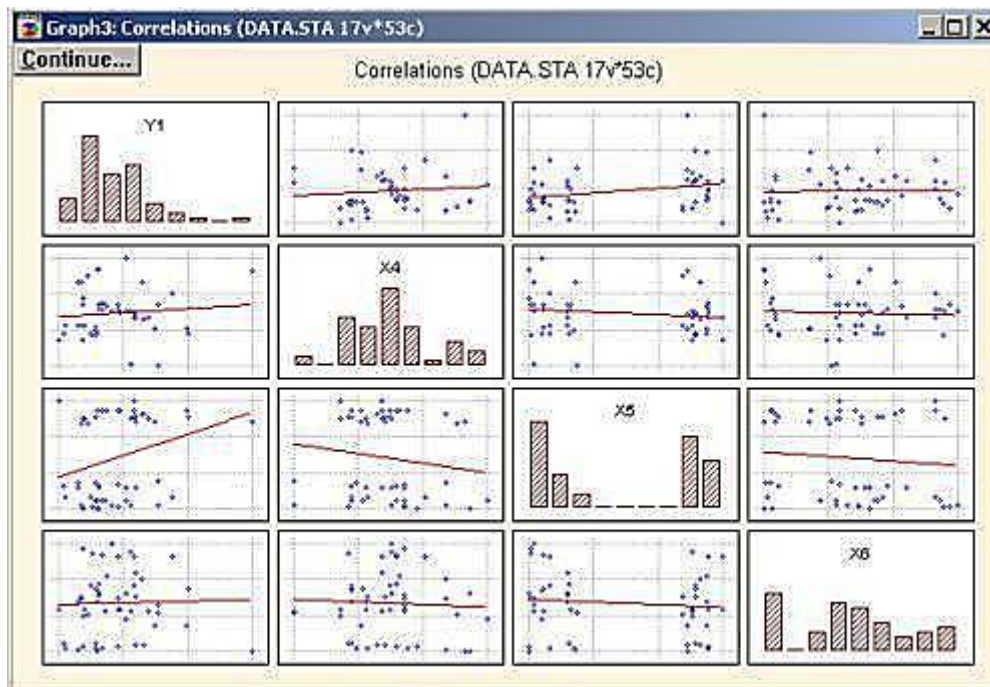 Graph3: Correlations (DATA.STA 17v*53c)
Continue...
Correlations (DATA.STA 17v*53c)
Y1
X4
X5
X6